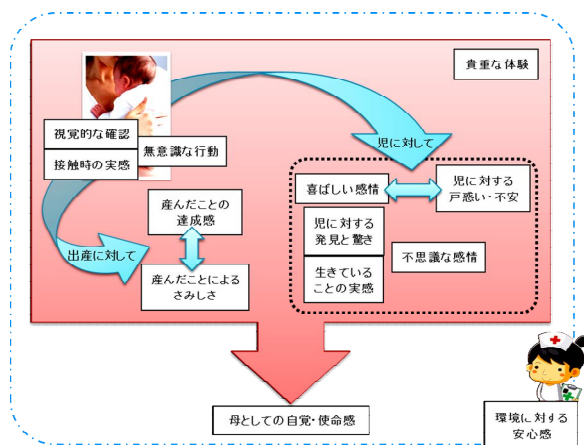 貴重な体験
視覚的な確認
接触時の実感
無意識な行動
児に対して
喜ばしい感情
児に対する
戸惑い・不安
産んだことの
達成感
児に対する
発見と驚き
不思議な感情
出産に対して
産んだことによる
さみしさ
生きている
ことの実感
母としての自覚・使命感
環境に対する
安心感